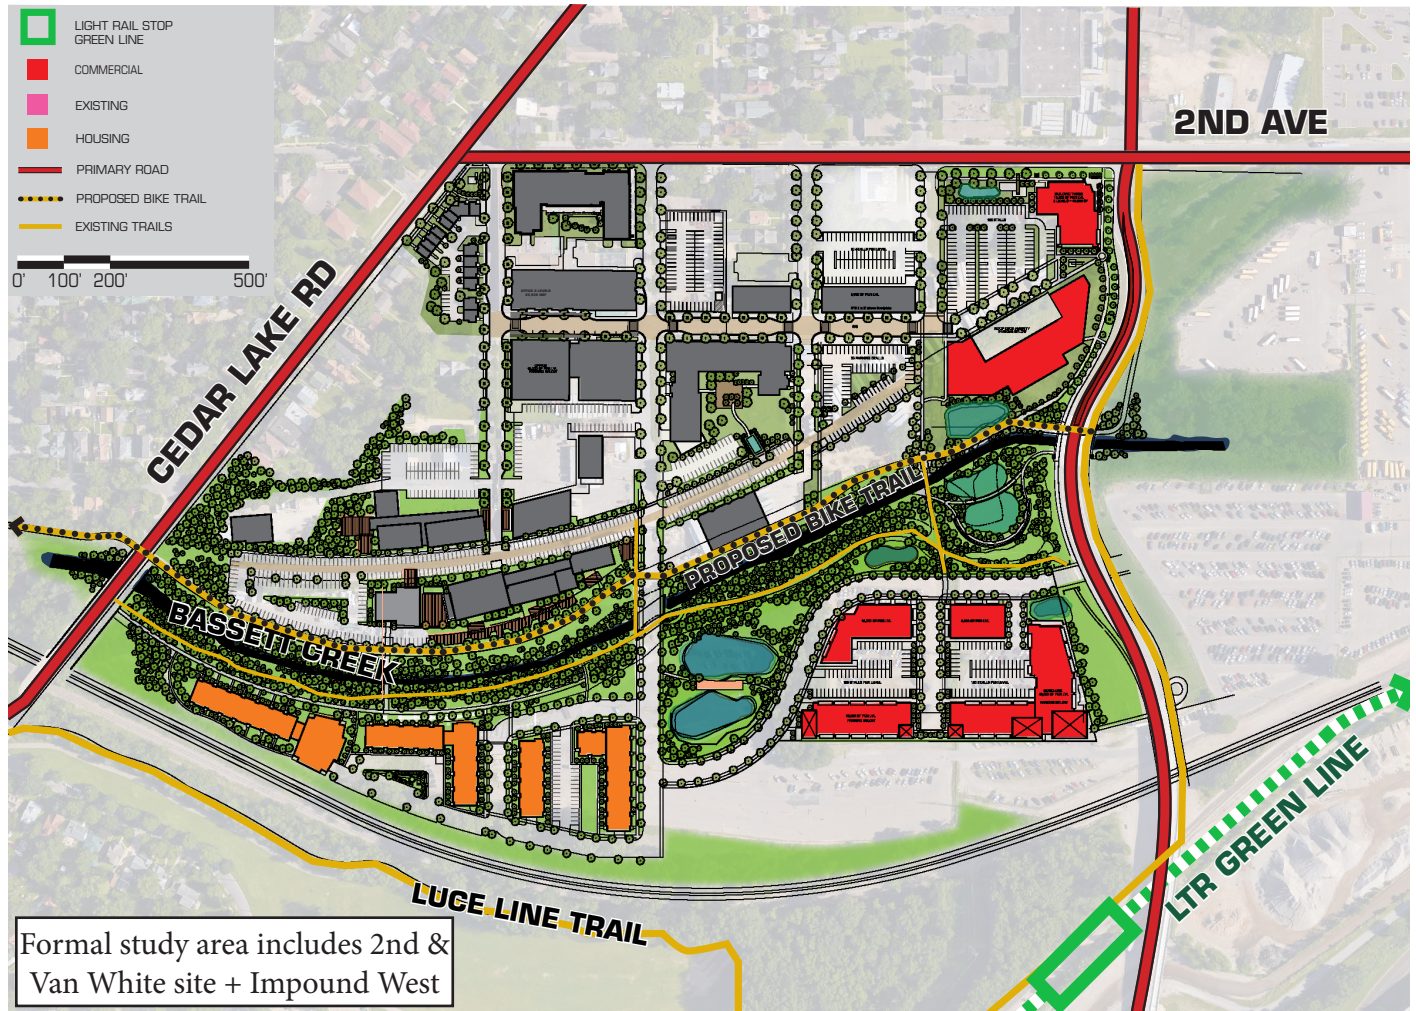 LIGHT RAIL STOP
GREEN LINE
COMMERCIAL
EXISTING
HOUSING
PRIMARY ROAD
PROPOSED BIKE TRAIL
EXISTING TRAILS
0' 100' 200' 500'
2ND AVE
CEDAR LAKE RD
PROPOSED BIKE TRAIL
BASSETT CREEK
LTR GREEN LINE
LUCE LINE TRAIL
Formal study area includes 2nd &
Van White site + Impound West